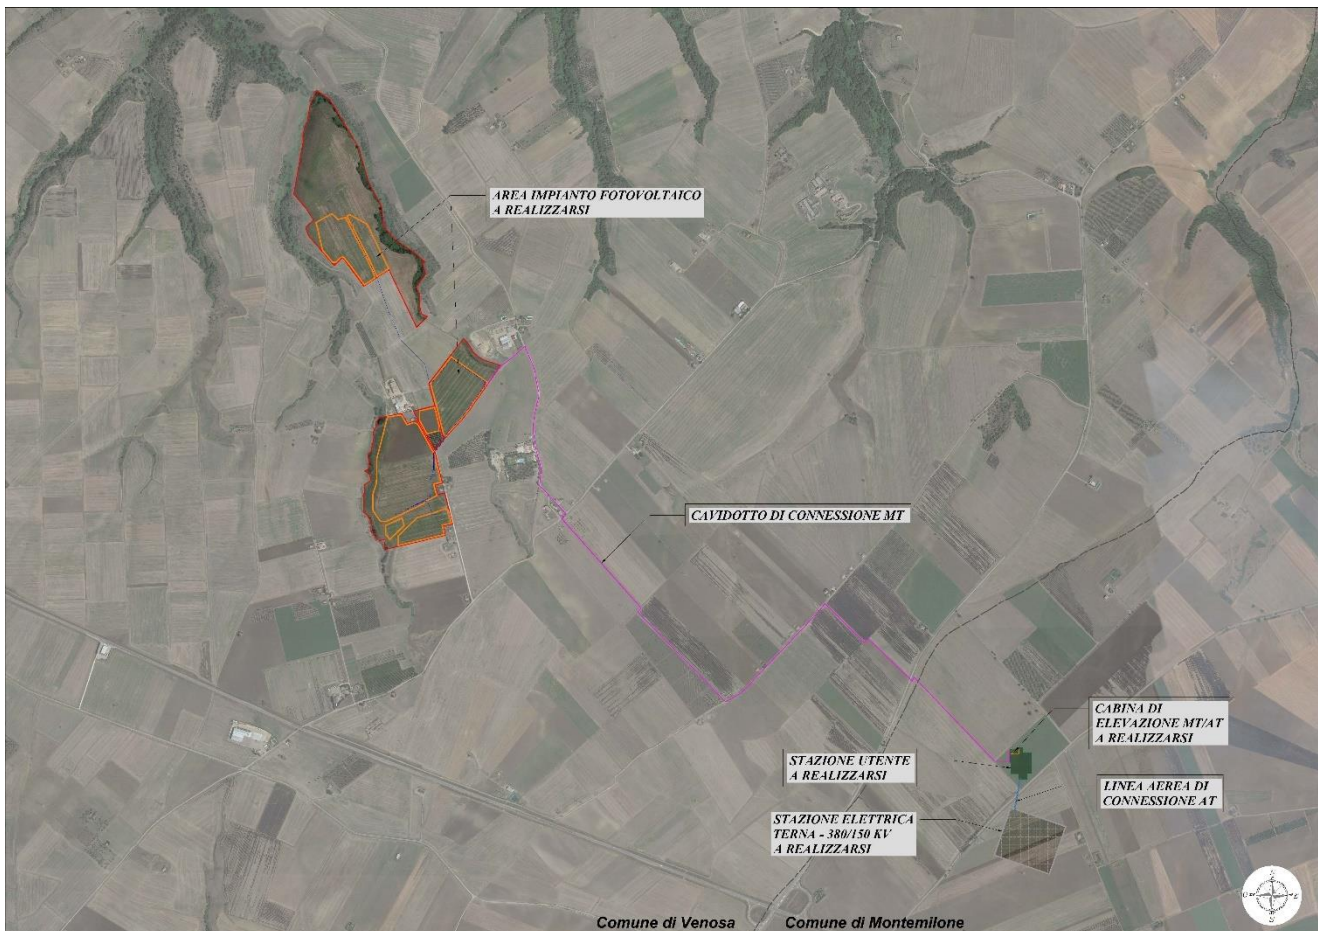 AREA IMPIANTO FOTOVOLTAICO
A REALIZZARSI
CAVIDOTTO DI CONNESSIONE MT
CABINA DI
ELEVAZIONE MT/AT
A REALIZZARSI
STAZIONE UTENTE
A REALIZZARSI
LINEA AEREA DI
CONNESSIONE AT
STAZIONE ELETTRICA
TERNA - 380/150 KV
A REALIZZARSI
Comune di Venosa
Comune di Montemilone